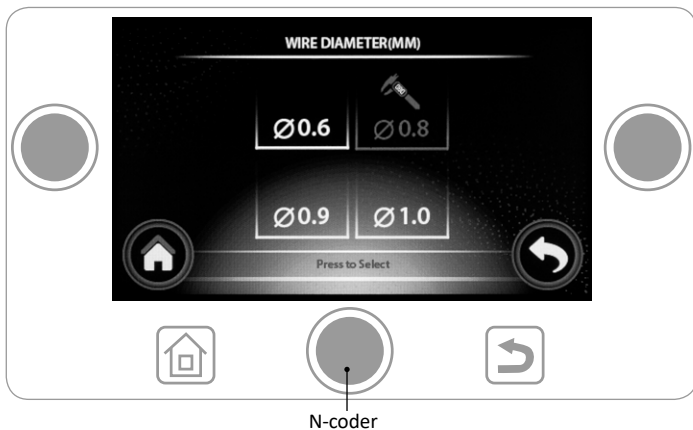 WIRE DIAMETER(MM)
Ø0.6 Ø0.8
Ø0.9 Ø1.0
Press to Select
N-coder